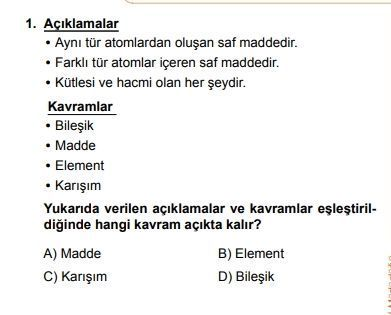 1. Açıklamalar
• Aynı tür atomlardan oluşan saf maddedir.
• Farklı tür atomlar içeren saf maddedir.
• Kütlesi ve hacmi olan her şeydir.
Kavramlar
• Bileşik
• Madde
• Element
• Karışım
Yukarıda verilen açıklamalar ve kavramlar eşleştiril-
diğinde hangi kavram açıkta kalır?
A) Madde B) Element
C) Karışım D) Bileşik